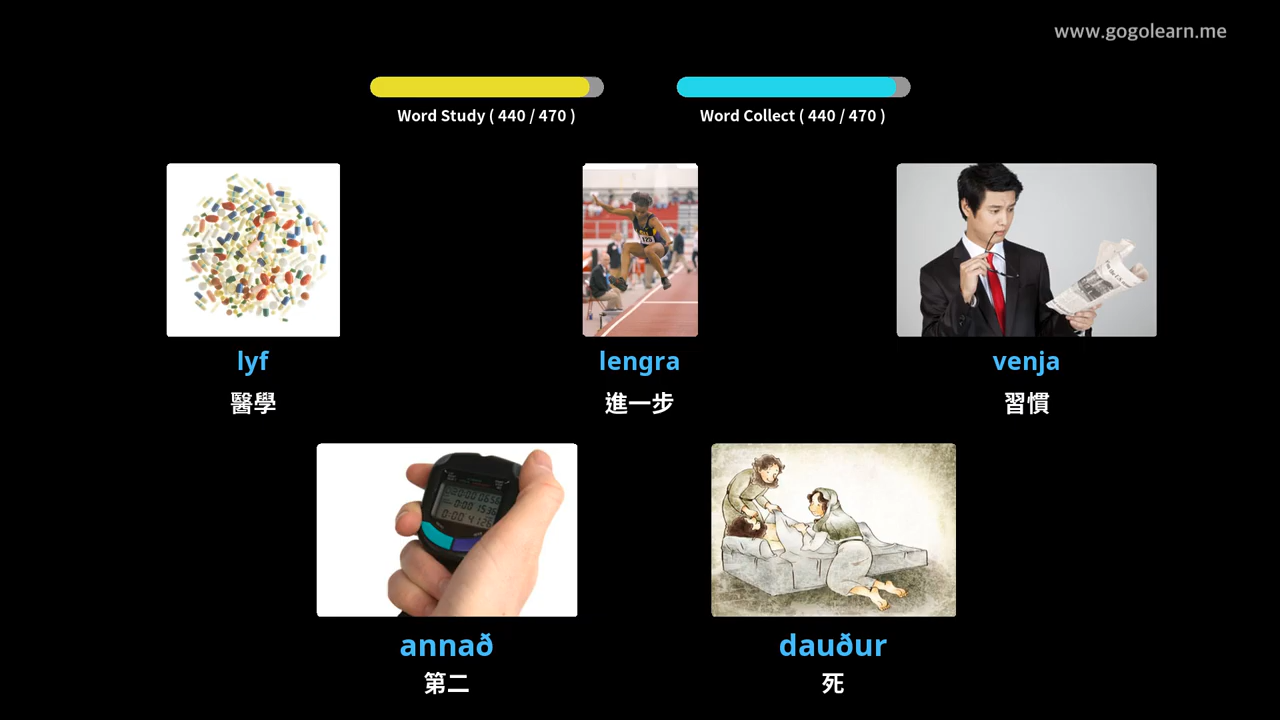 www.gogolearn.me
Word Study ( 440 / 470 )
Word Collect ( 440 / 470 )
lyf
醫學
lengra
進一步
venja
習慣
annað
第二
dauður
死